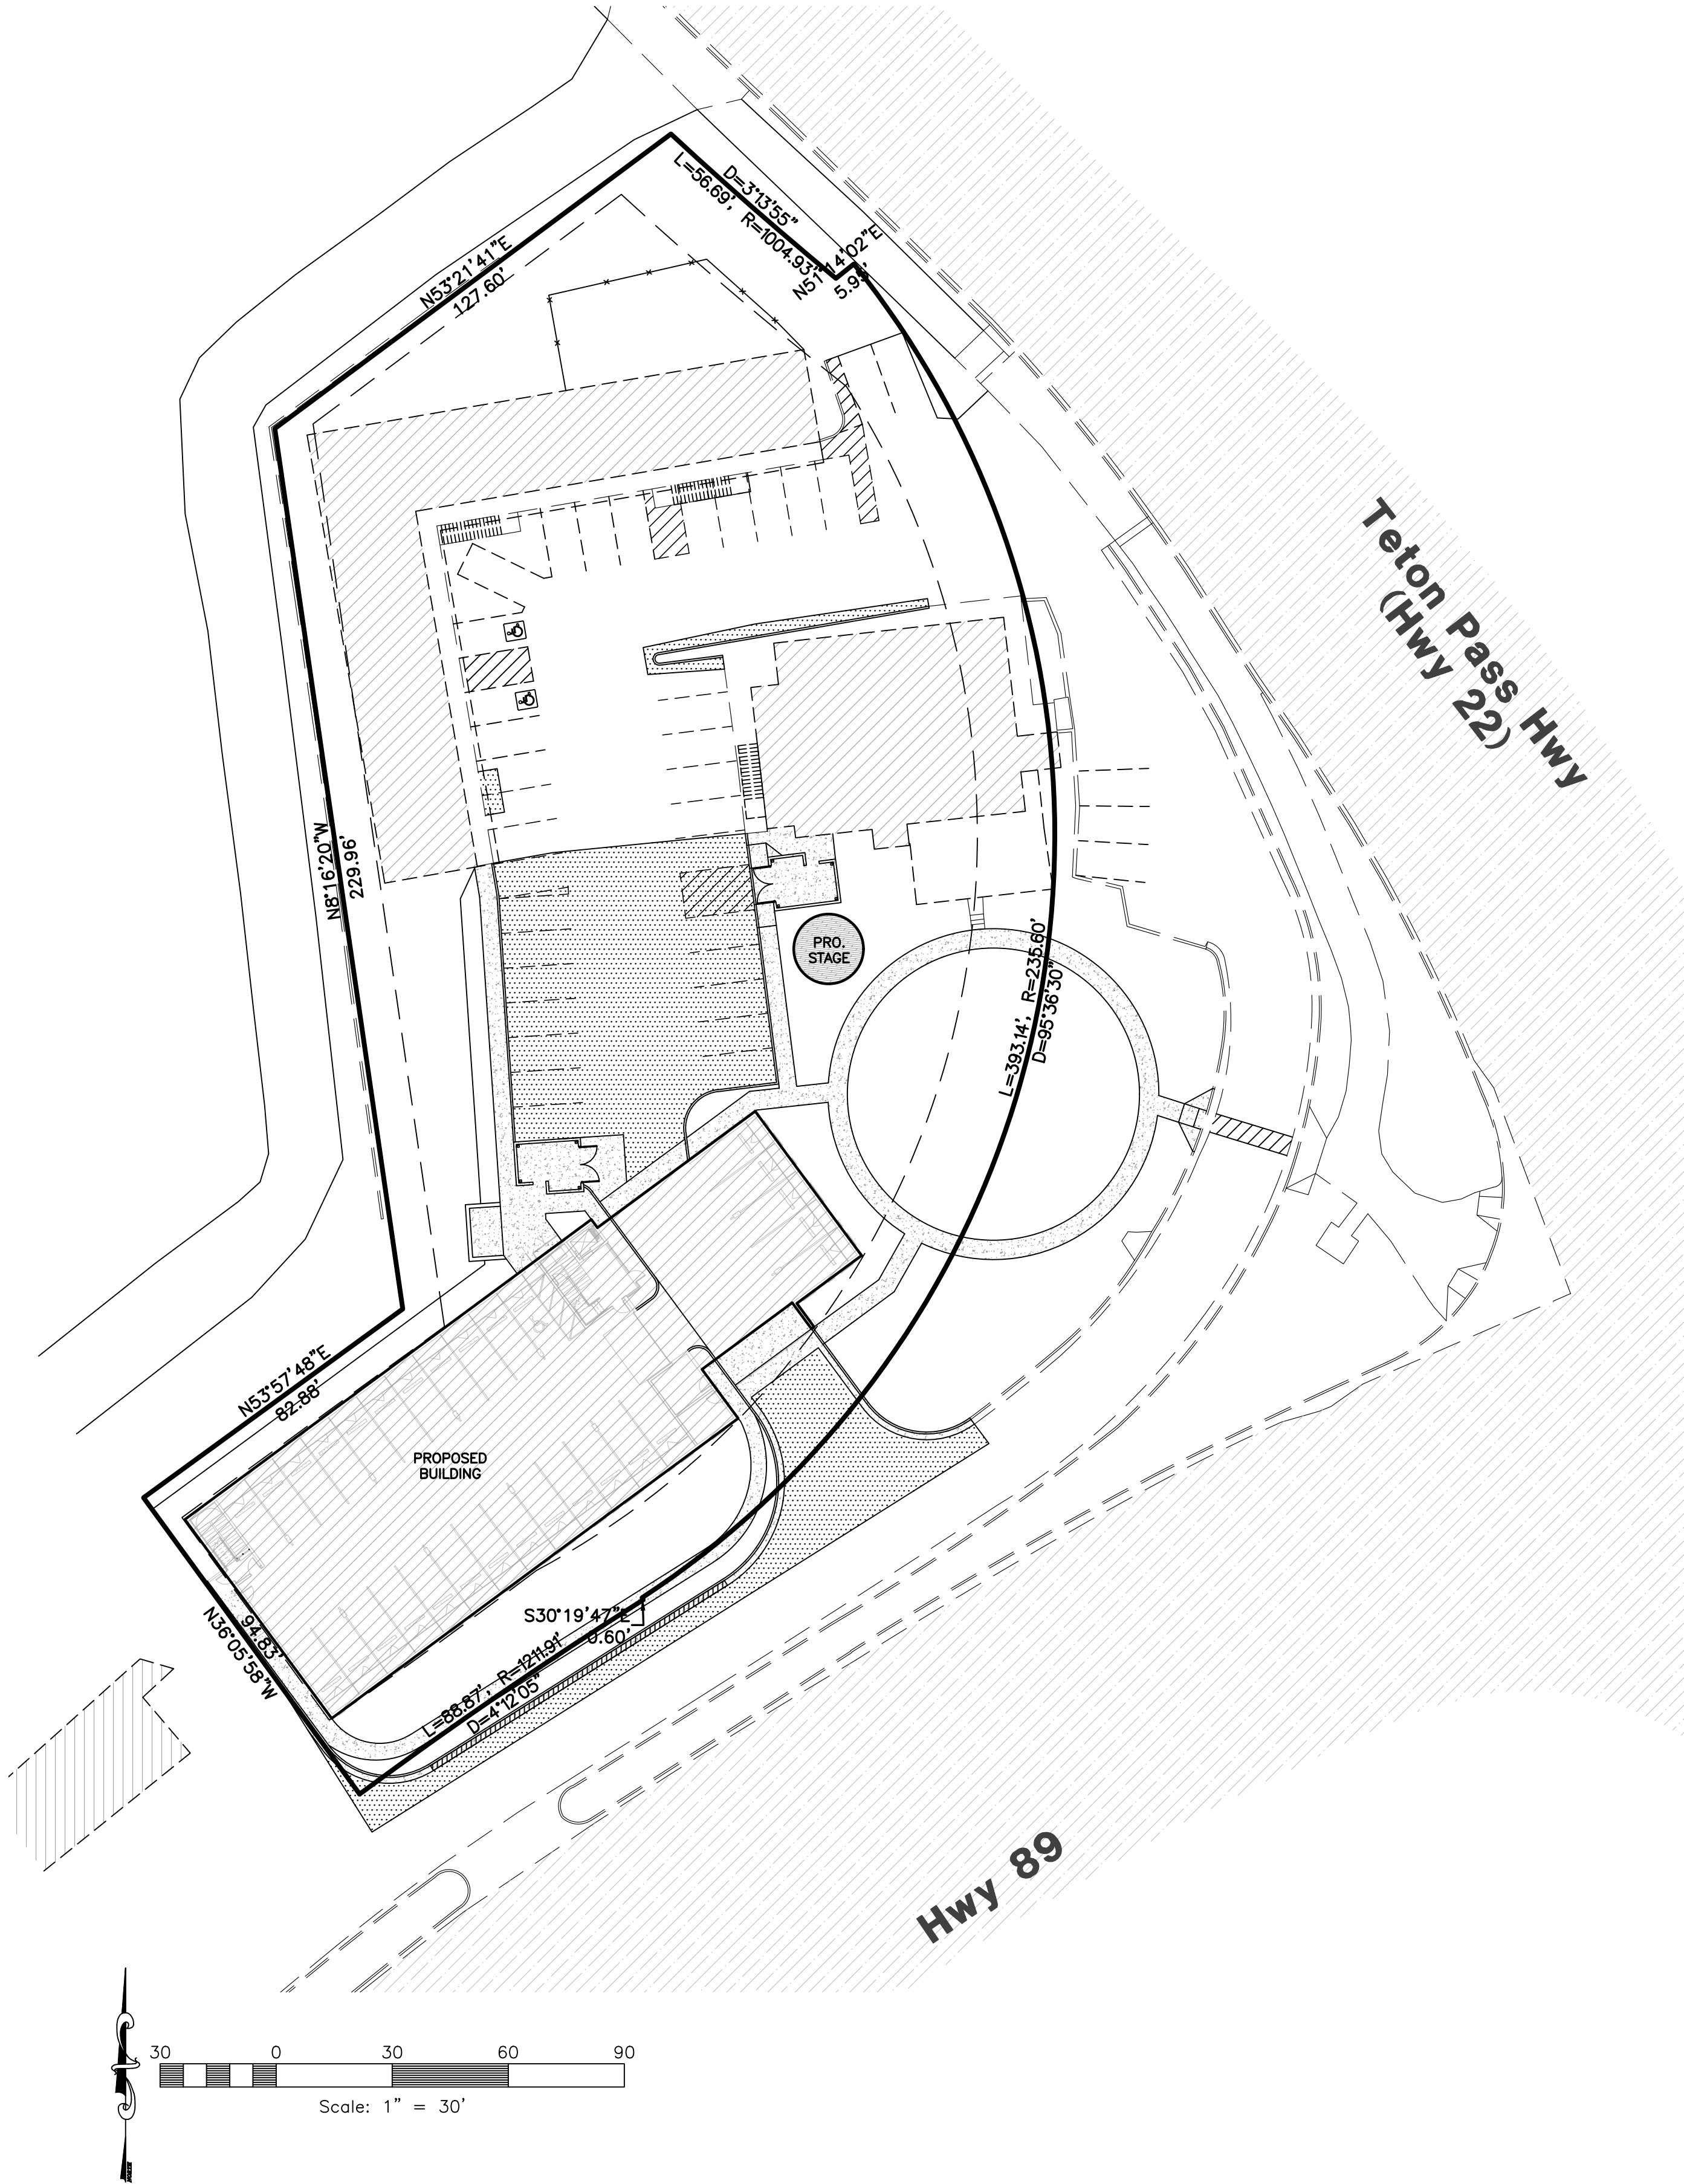 D=3°13'55"
L=56.69', R=1004.93'
N51°14'02"E
N53°21'41"E
127.60'
Teton Pass Hwy
(Hwy 22)
N8°16'20"W
229.96'
PRO.
STAGE
L=393.14', R=235.60'
D=95°36'30"
N53°57'48"E
82.88'
PROPOSED
BUILDING
94.83'
N36°05'58"W
S30°19'47"E
0.60'
L=88.87', R=1211.91'
D=4°12'05"
Hwy 89
30 0 30 60 90
Scale: 1" = 30'